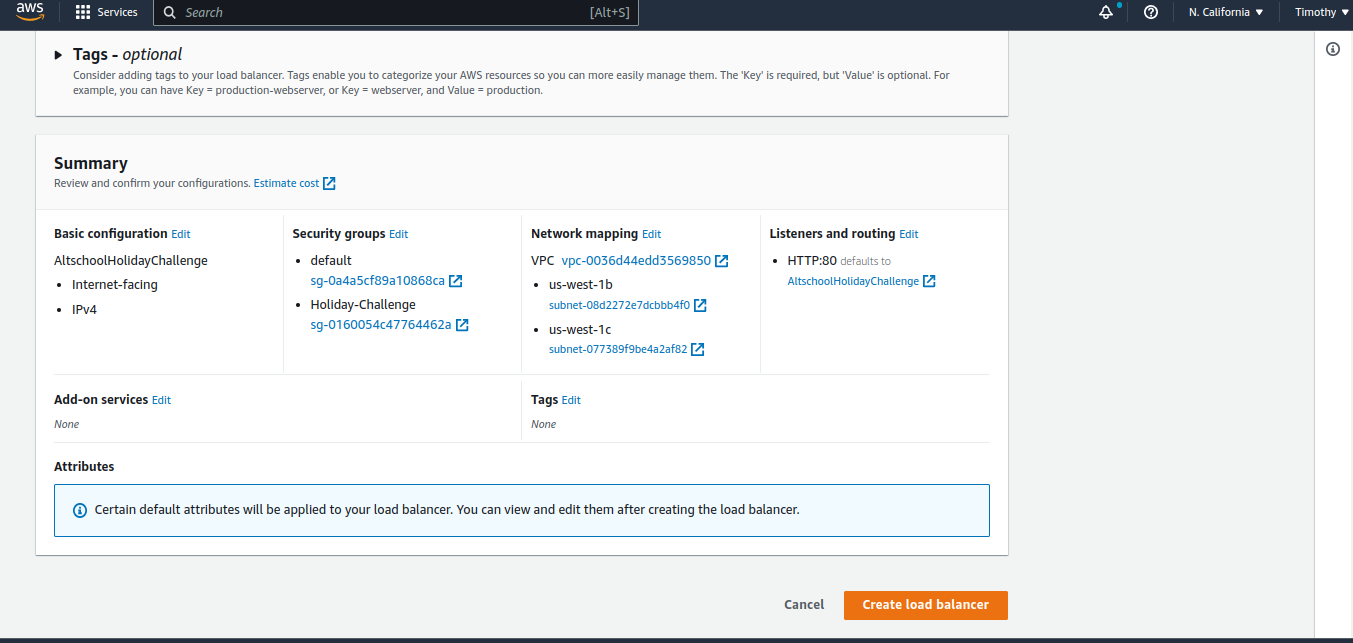 aws
Services
Search
[Alt+S]
N. California
Timothy
Tags - optional
Consider adding tags to your load balancer. Tags enable you to categorize your AWS resources so you can more easily manage them. The 'Key' is required, but 'Value' is optional. For
example, you can have Key = production-webserver, or Key = webserver, and Value = production.
Summary
Review and confirm your configurations. Estimate cost
Basic configuration Edit
AltschoolHolidayChallenge
• Internet-facing
• IPv4
Security groups Edit
• default
sg-0a4a5cf89a10868ca
• Holiday-Challenge
sg-0160054c47764462a
Network mapping Edit
VPC vpc-0036d44edd3569850
• us-west-1b
subnet-08d2272e7dcbbb4f0
• us-west-1c
subnet-077389f9be4a2af82
Listeners and routing Edit
• HTTP:80 defaults to
AltschoolHolidayChallenge
Add-on services Edit
None
Tags Edit
None
Attributes
Certain default attributes will be applied to your load balancer. You can view and edit them after creating the load balancer.
Cancel
Create load balancer